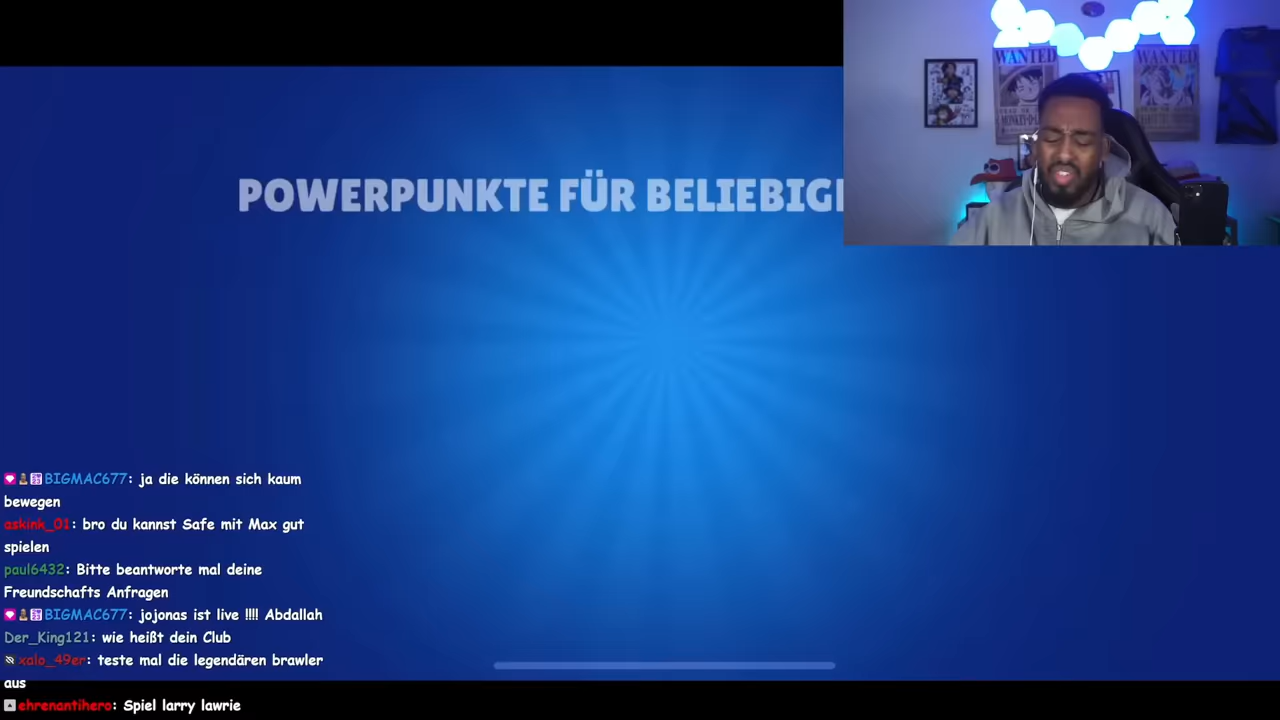 POWERPUNKTE FÜR BELIEBIG
WANTED
WANTED
BIGMAC677: ja die können sich kaum
bewegen
askink_01: bro du kannst Safe mit Max gut
spielen
paul6432: Bitte beantworte mal deine
Freundschafts Anfragen
BIGMAC677: jojonas ist live !!!! Abdallah
Der_King121: wie heißt dein Club
xalo_49er: teste mal die legendären brawler
aus
ehrenantihero: Spiel larry lawrie